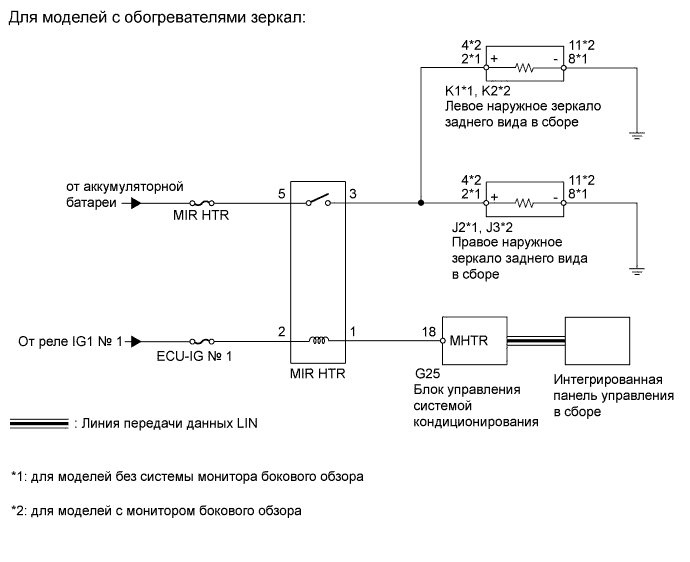 Для моделей с обогревателями зеркал:
4*2
2*1
+
-
11*2
8*1
K1*1, K2*2
Левое наружное зеркало
заднего вида в сборе
от аккумуляторной
батареи
MIR HTR
5
3
4*2
2*1
+
-
11*2
8*1
J2*1, J3*2
Правое наружное
зеркало заднего вида
в сборе
От реле IG1 № 1
ECU-IG № 1
2
1
MIR HTR
18
MHTR
G25
Блок управления
системой
кондиционирования
Интегрированная
панель управления
в сборе
: Линия передачи данных LIN
*1: для моделей без системы монитора бокового обзора
*2: для моделей с монитором бокового обзора